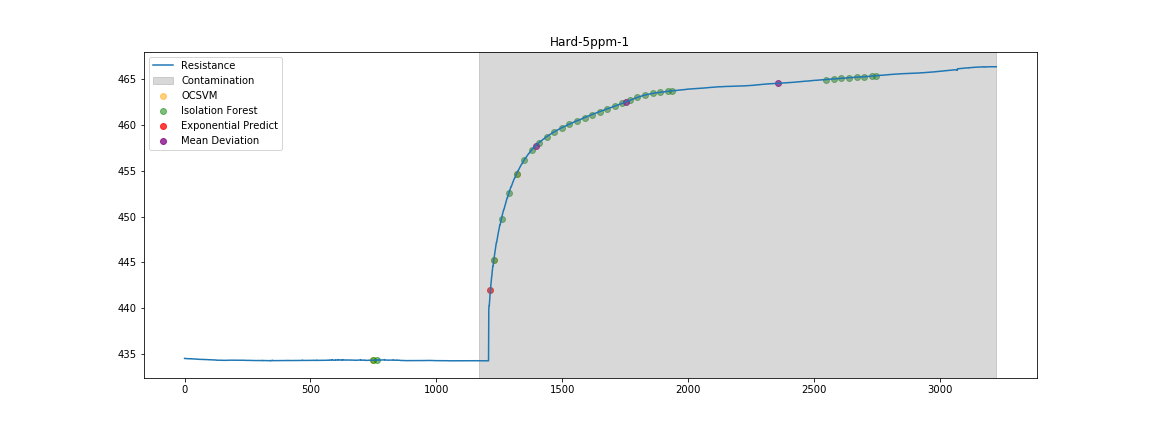 Hard-5ppm-1
Resistance
Contamination
OCSVM
Isolation Forest
Exponential Predict
Mean Deviation
465
460
455
450
445
440
435
0 500 1000 1500 2000 2500 3000